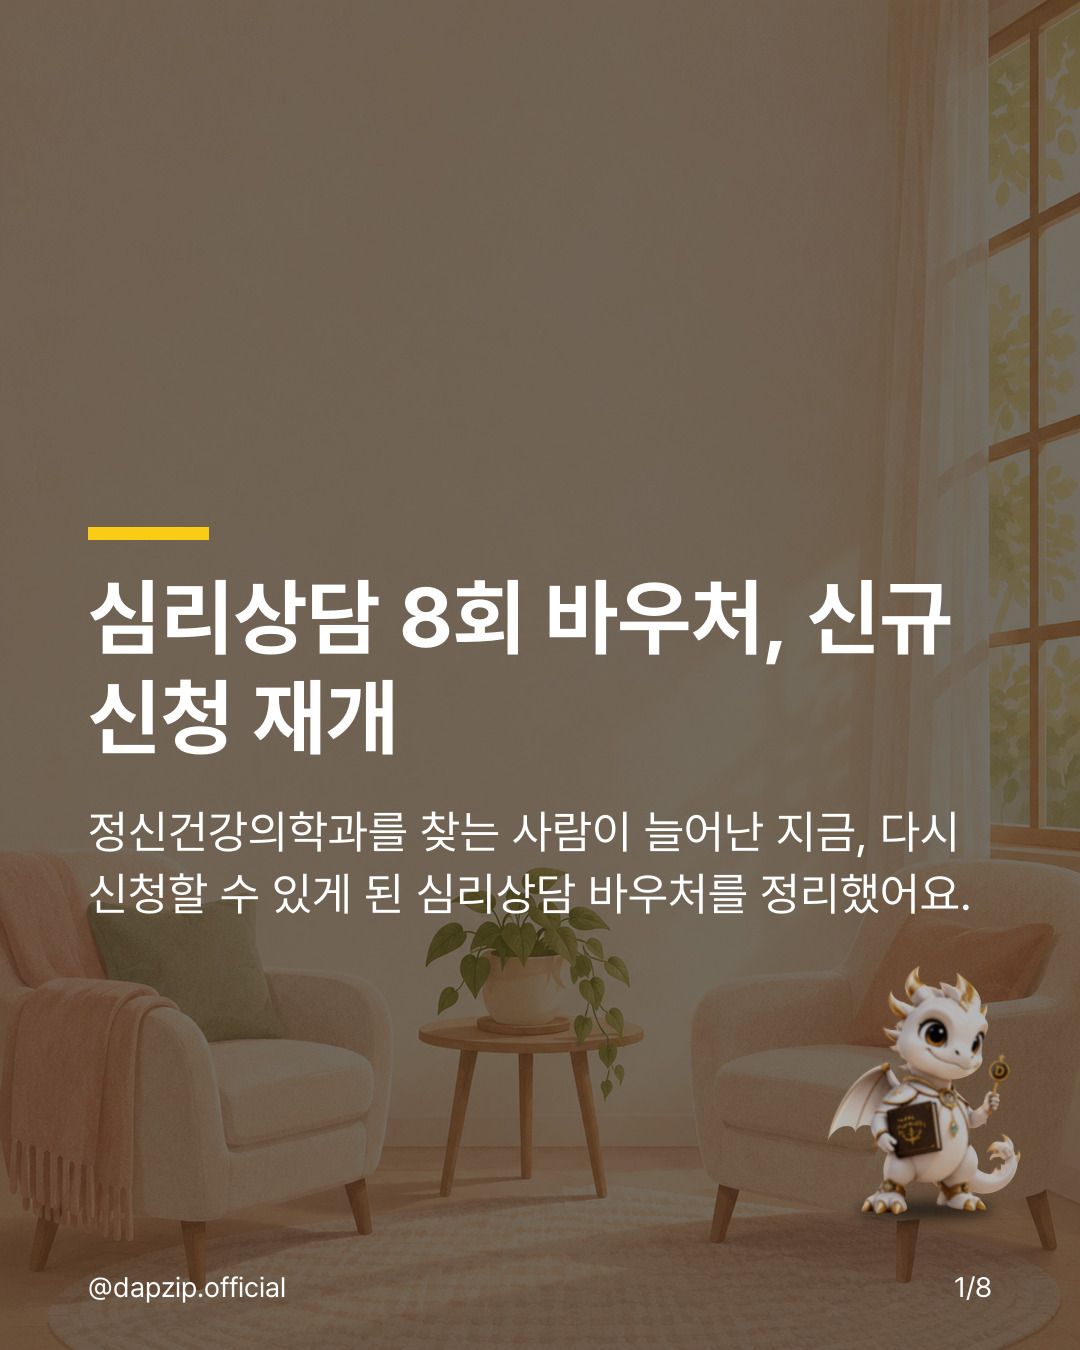 심리상담 8회 바우처, 신규
신청 재개
정신건강의학과를 찾는 사람이 늘어난 지금, 다시
신청할 수 있게 된 심리상담 바우처를 정리했어요.
D
@dapzip.official
1/8